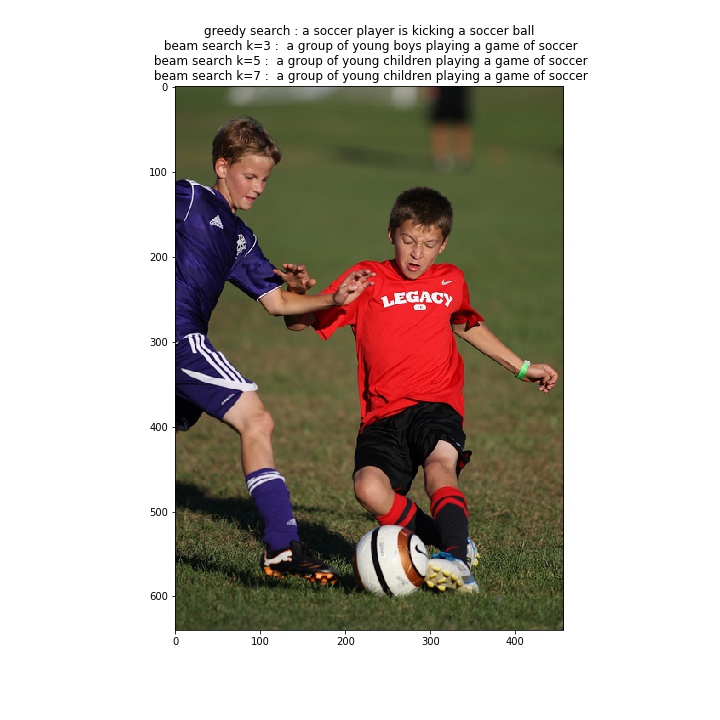 greedy search : a soccer player is kicking a soccer ball
beam search k=3 :  a group of young boys playing a game of soccer
beam search k=5 :  a group of young children playing a game of soccer
beam search k=7 :  a group of young children playing a game of soccer
0
100
200
300
400
500
600
LEGACY
0
100
200
300
400